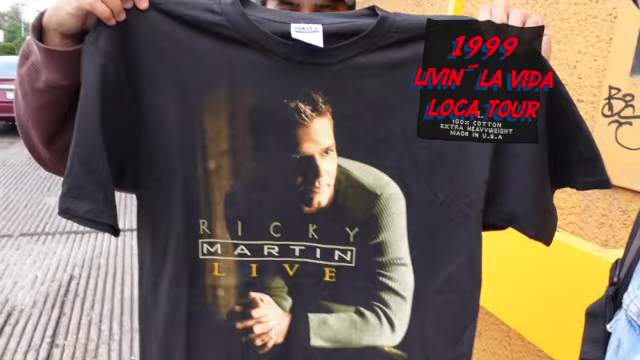 1999
LIVIN´ LA VIDA
LOCA TOUR
100% COTTON
EXTRA HEAVYWEIGHT
MADE IN U.S.A
RICKY
MARTIN
LIVE